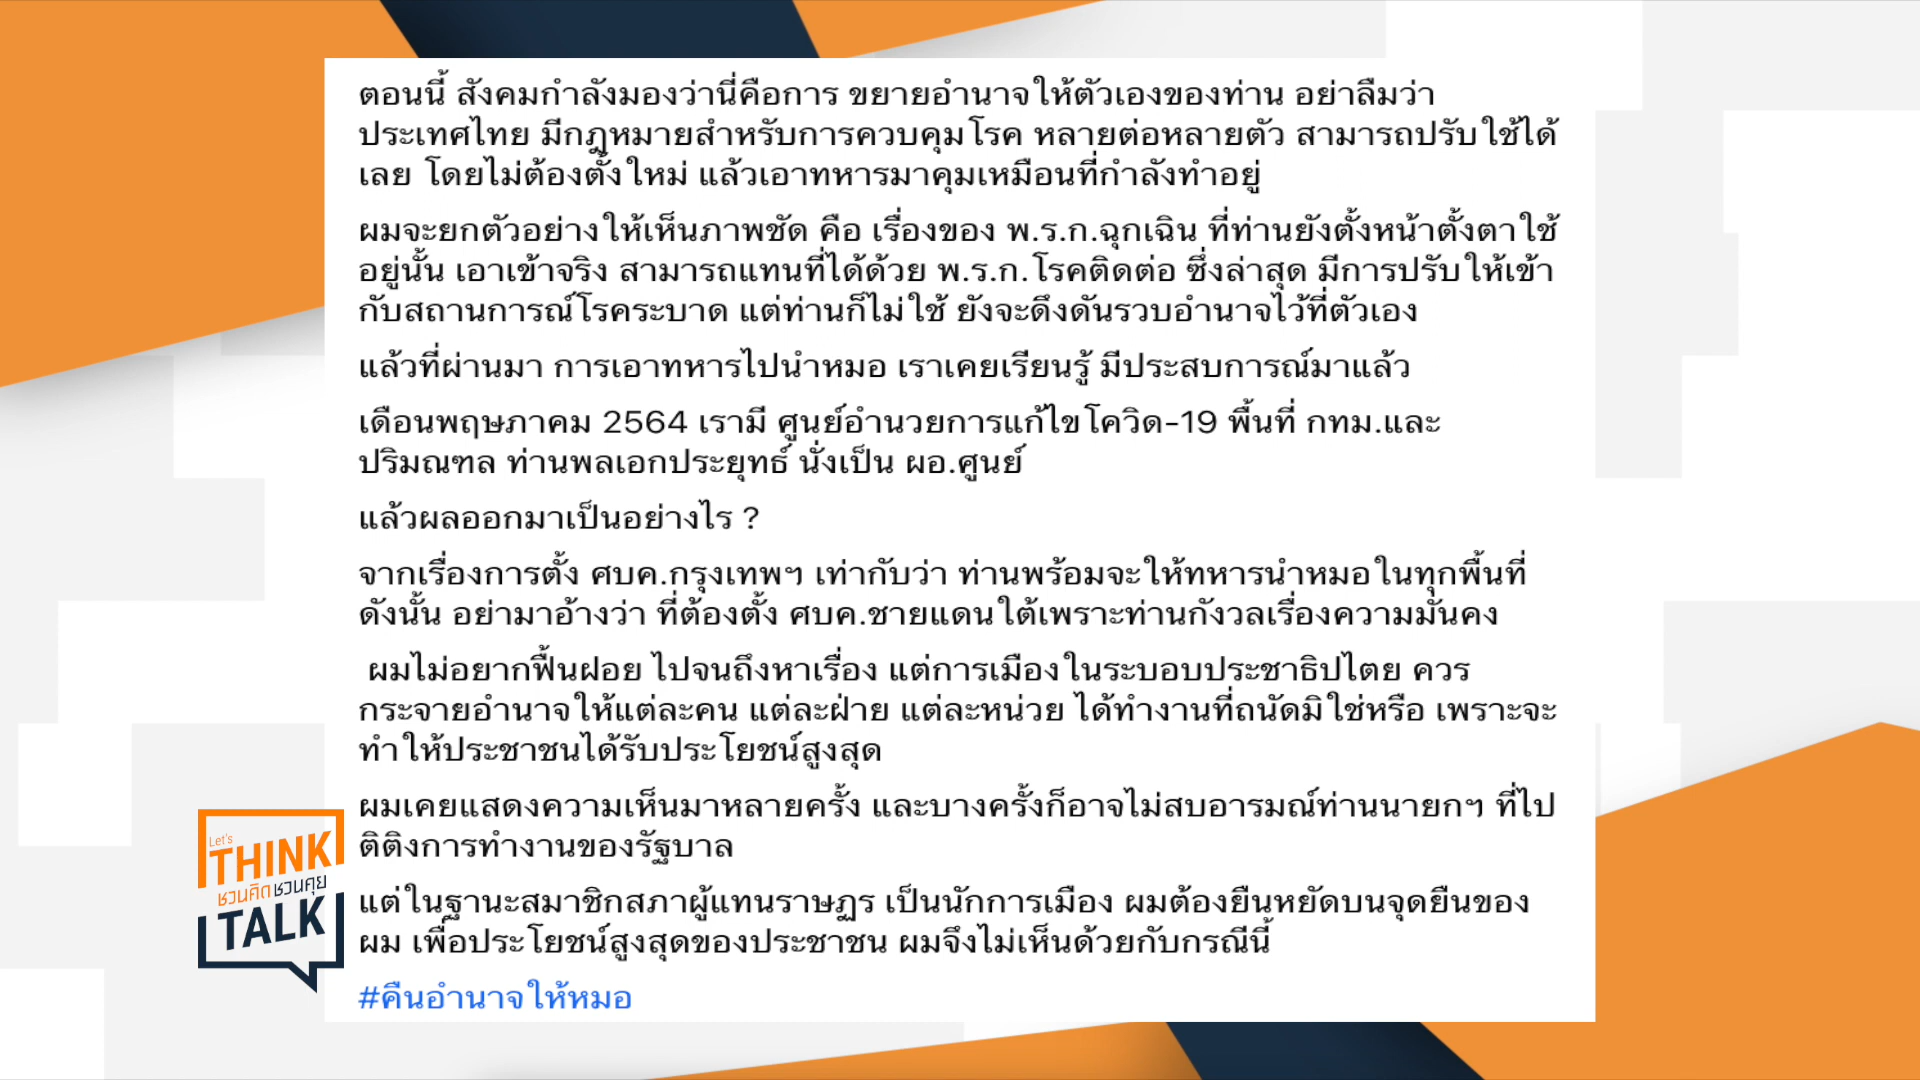 ตอนนี้ สังคมกำลังมองว่านี่คือการ ขยายอำนาจให้ตัวเองของท่าน อย่าลืมว่า
ประเทศไทย มีกฎหมายสำหรับการควบคุมโรค หลายต่อหลายตัว สามารถปรับใช้ได้
เลย โดยไม่ต้องตั้งใหม่ แล้วเอาทหารมาคุมเหมือนที่กำลังทำอยู่
ผมจะยกตัวอย่างให้เห็นภาพชัด คือ เรื่องของ พ.ร.ก.ฉุกเฉิน ที่ท่านยังตั้งหน้าตั้งตาใช้
อยู่นั้น เอาเข้าจริง สามารถแทนที่ได้ด้วย พ.ร.ก.โรคติดต่อ ซึ่งล่าสุด มีการปรับให้เข้า
กับสถานการณ์โรคระบาด แต่ท่านก็ไม่ใช้ ยังจะดึงดันรวบอำนาจไว้ที่ตัวเอง
แล้วที่ผ่านมา การเอาทหารไปนำหมอ เราเคยเรียนรู้ มีประสบการณ์มาแล้ว
เดือนพฤษภาคม 2564 เรามี ศูนย์อำนวยการแก้ไขโควิด-19 พื้นที่ กทม.และ
ปริมณฑล ท่านพลเอกประยุทธ์ นั่งเป็น ผอ.ศูนย์
แล้วผลออกมาเป็นอย่างไร ?
จากเรื่องการตั้ง ศบค.กรุงเทพฯ เท่ากับว่า ท่านพร้อมจะให้ทหารนำหมอในทุกพื้นที่
ดังนั้น อย่ามาอ้างว่า ที่ต้องตั้ง ศบค.ชายแดนใต้เพราะท่านกังวลเรื่องความมั่นคง
ผมไม่อยากฟื้นฝอย ไปจนถึงหาเรื่อง แต่การเมืองในระบอบประชาธิปไตย ควร
กระจายอำนาจให้แต่ละคน แต่ละฝ่าย แต่ละหน่วย ได้ทำงานที่ถนัดมิใช่หรือ เพราะจะ
ทำให้ประชาชนได้รับประโยชน์สูงสุด
ผมเคยแสดงความเห็นมาหลายครั้ง และบางครั้งก็อาจไม่สบอารมณ์ท่านนายกฯ ที่ไป
ติติงการทำงานของรัฐบาล
แต่ในฐานะสมาชิกสภาผู้แทนราษฎร เป็นนักการเมือง ผมต้องยืนหยัดบนจุดยืนของ
ผม เพื่อประโยชน์สูงสุดของประชาชน ผมจึงไม่เห็นด้วยกับกรณีนี้
#คืนอำนาจให้หมอ
Let's
THINK
ชวนคิด ชวนคุย
TALK